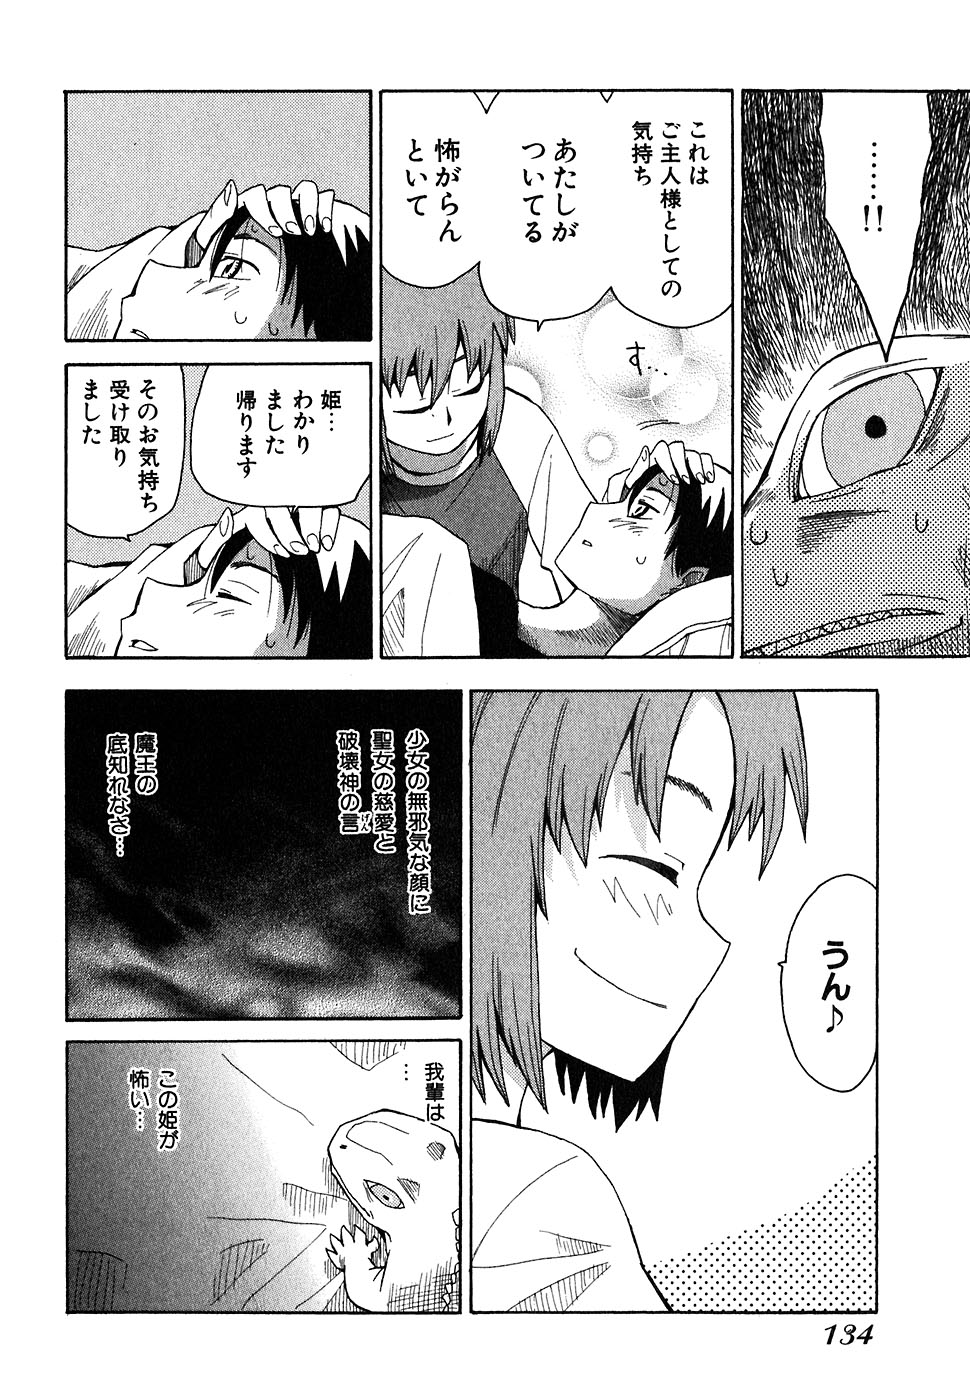 ……!!
これは
ご主人様としての
気持ち
あたしが
ついてる
怖がらん
といて
す…
姫…
わかり
ました
帰ります
そのお気持ち
受け取り
ました
うん♪
少女の無邪気な顔に
聖女の慈愛と
破壊神の言
げん
魔王の
底知れなさ…
我輩は
…
この姫が
怖い…
134